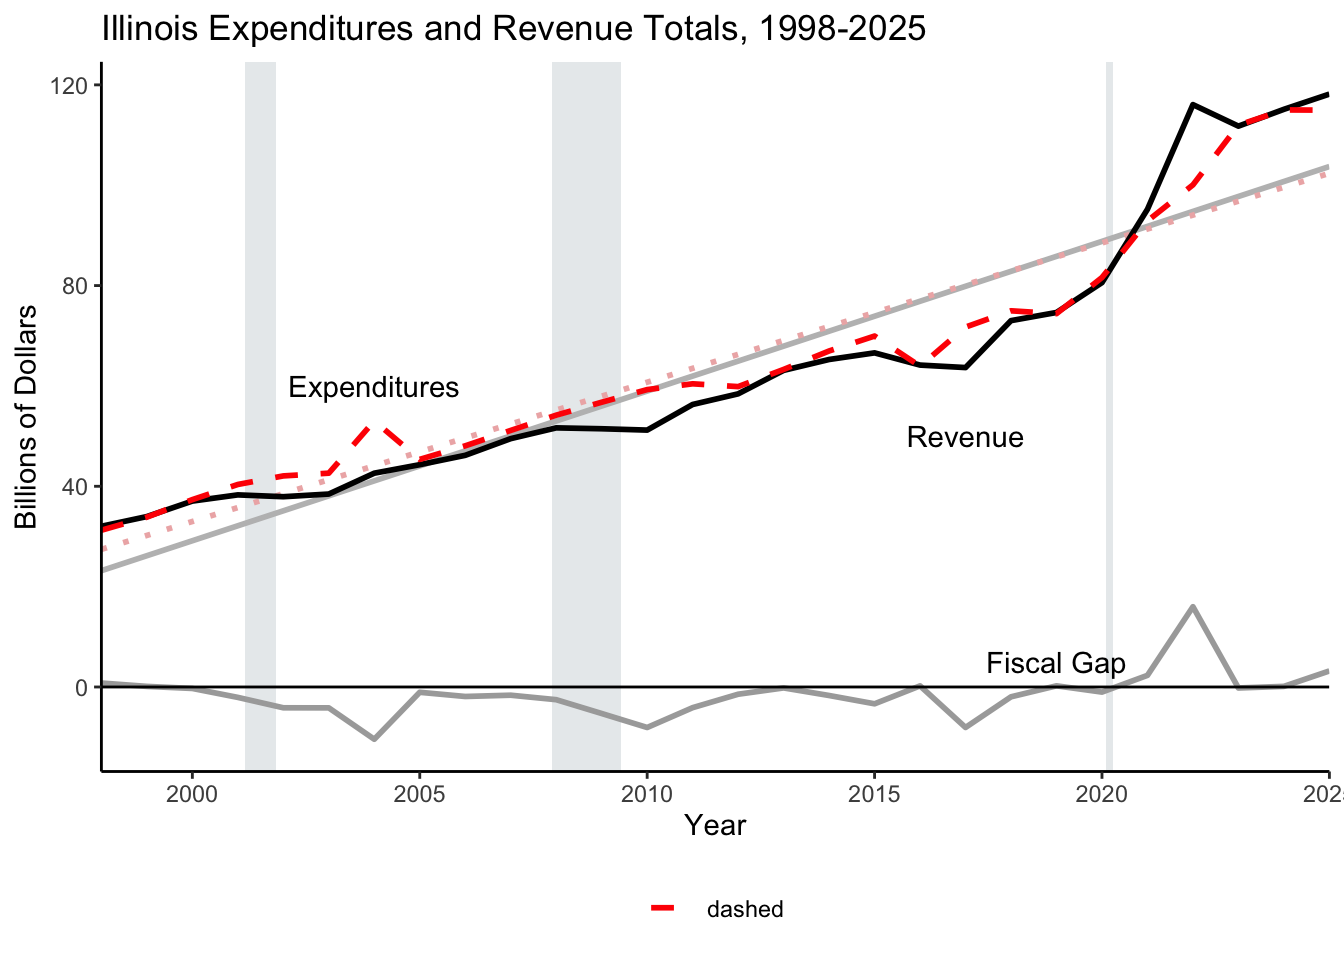 Illinois Expenditures and Revenue Totals, 1998-2025
120
80
40
0
Billions of Dollars
Expenditures
Revenue
Fiscal Gap
2000
2005
2010
2015
2020
202
Year
dashed